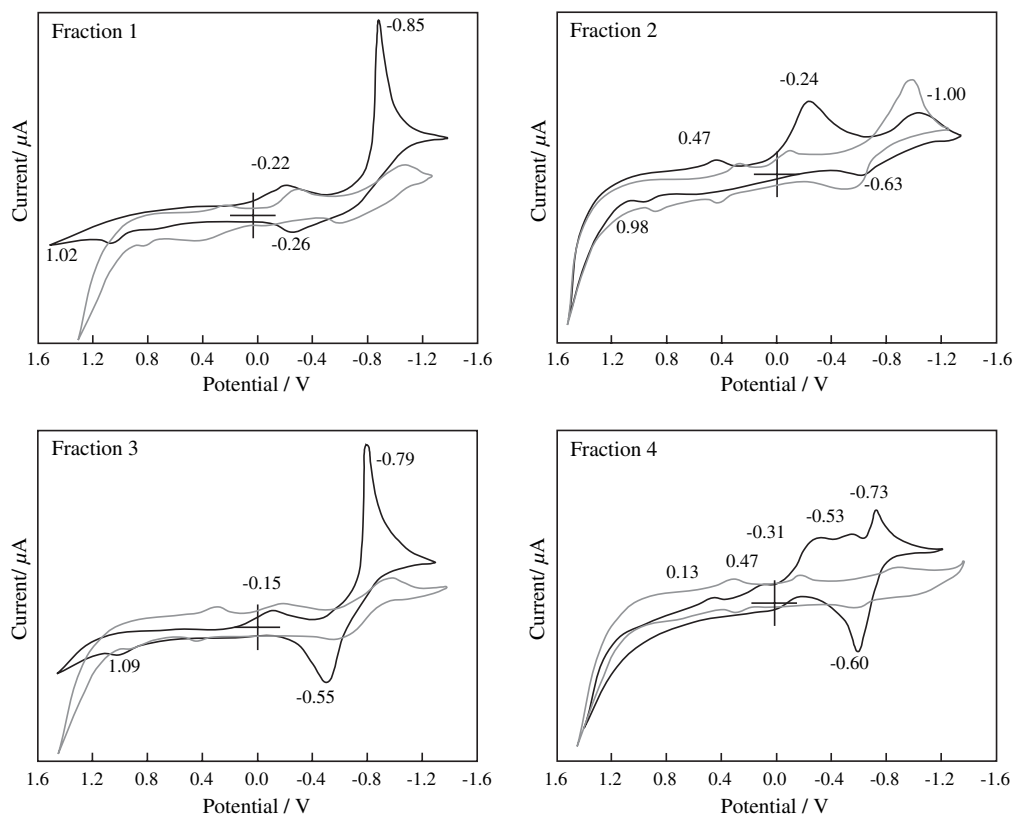 Fraction 1
-0.85
-0.22
-0.26
1.02
Current/ μA
1.6 1.2 0.8 0.4 0.0 -0.4 -0.8 -1.2 -1.6
Potential / V
Fraction 2
-0.24
-1.00
0.47
-0.63
0.98
Current/ μA
1.6 1.2 0.8 0.4 0.0 -0.4 -0.8 -1.2 -1.6
Potential / V
Fraction 3
-0.79
-0.15
1.09
-0.55
Current/ μA
1.6 1.2 0.8 0.4 0.0 -0.4 -0.8 -1.2 -1.6
Potential / V
Fraction 4
-0.73
-0.53
-0.31
0.47
0.13
-0.60
Current/ μA
1.6 1.2 0.8 0.4 0.0 -0.4 -0.8 -1.2 -1.6
Potential / V